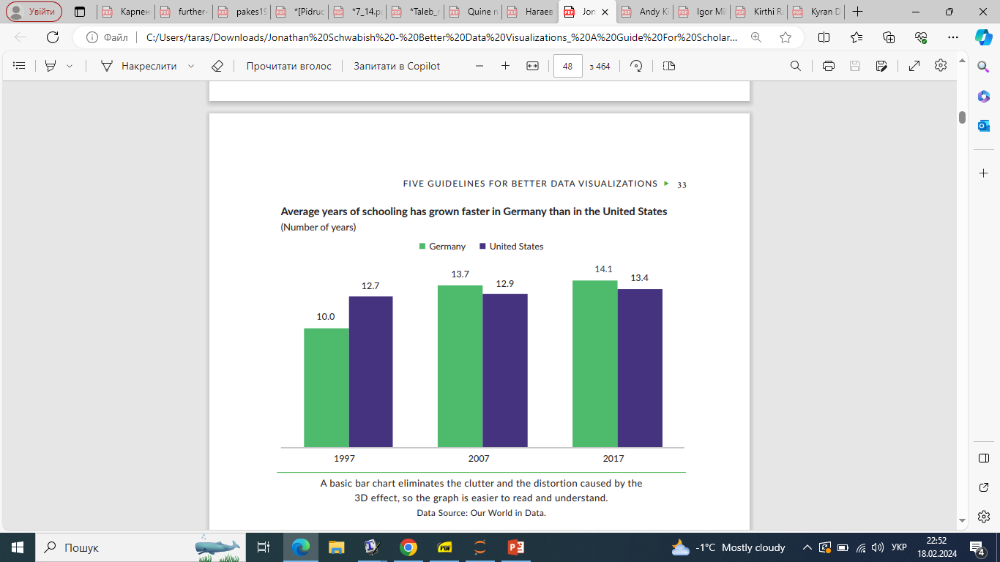 Увійти
Карпен
further-
pakes19
*[Pidruc
*7_14.p
*Taleb_r
Quine n
Нагаев
Jon
Andy Ki
Igor Mil
Kirthi Ra
Kyran D
Файл
C:/Users/taras/Downloads/Jonathan%20Schwabish%20-%20Better%20Data%20Visualizations_%20A%20Guide%20For%20Scholar...
Накреслити
Прочитати вголос
Запитати в Copilot
48
з 464
FIVE GUIDELINES FOR BETTER DATA VISUALIZATIONS ▶ 33
Average years of schooling has grown faster in Germany than in the United States
(Number of years)
Germany United States
10.0 12.7 13.7 12.9 14.1 13.4
1997 2007 2017
A basic bar chart eliminates the clutter and the distortion caused by the
3D effect, so the graph is easier to read and understand.
Data Source: Our World in Data.
Пошук
PDF
-1°C Mostly cloudy
УКР
22:52
18.02.2024
4